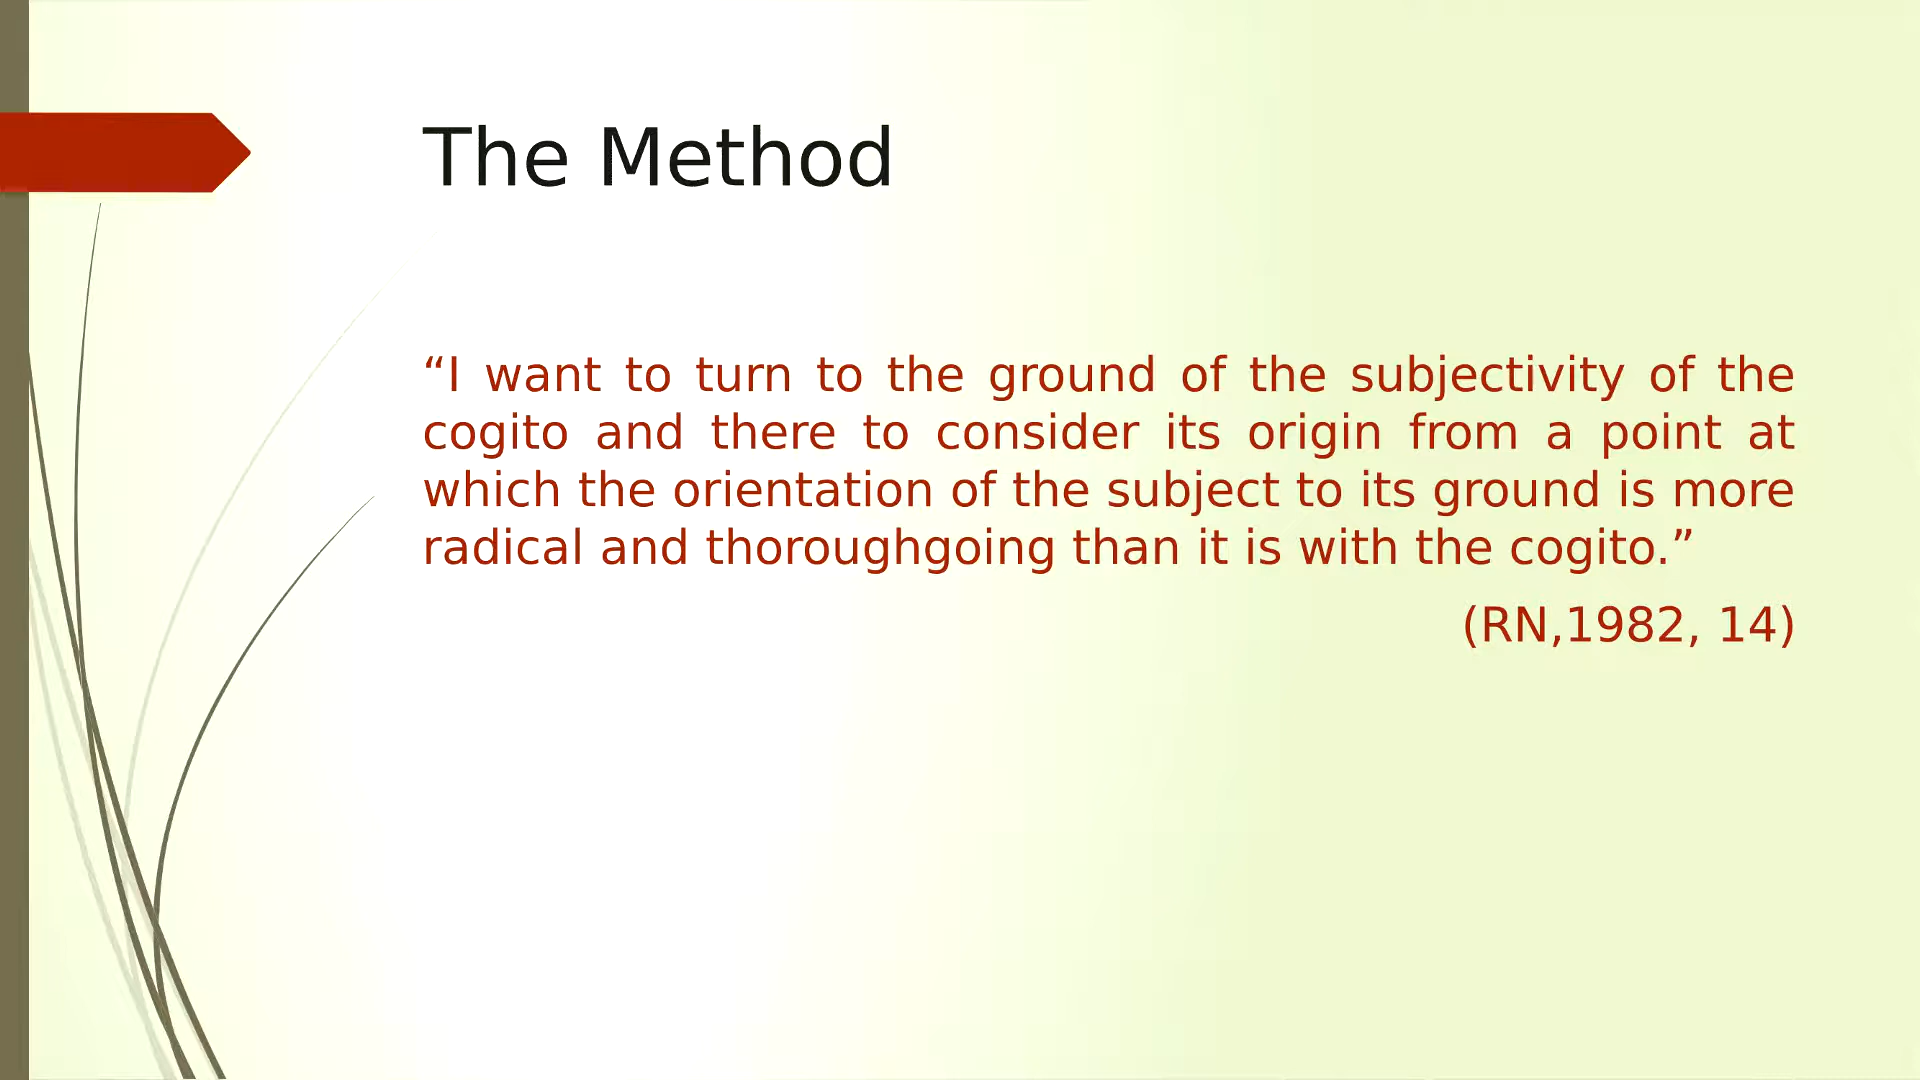 The Method
“I want to turn to the ground of the subjectivity of the
cogito and there to consider its origin from a point at
which the orientation of the subject to its ground is more
radical and thoroughgoing than it is with the cogito.”
(RN,1982, 14)